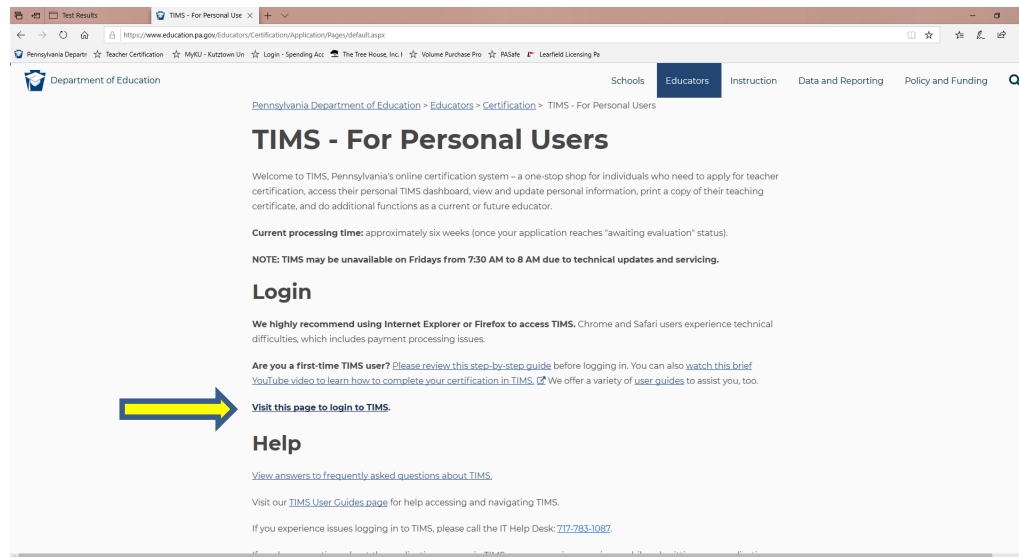 Test Results
TIMS - For Personal Use
https://www.education.pa.gov/Educators/Certification/Application/Pages/default.aspx
Pennsylvania Departr Teacher Certification MyKU - Kutztown Un Login - Spending Acc The Tree House, Inc. Volume Purchase Pro PASafe Learfield Licensing Pa
Department of Education
Schools Educators Instruction Data and Reporting Policy and Funding
Pennsylvania Department of Education > Educators > Certification > TIMS - For Personal Users
TIMS - For Personal Users
Welcome to TIMS, Pennsylvania's online certification system – a one-stop shop for individuals who need to apply for teacher
certification, access their personal TIMS dashboard, view and update personal information, print a copy of their teaching
certificate, and do additional functions as a current or future educator.
Current processing time: approximately six weeks (once your application reaches "awaiting evaluation" status).
NOTE: TIMS may be unavailable on Fridays from 7:30 AM to 8 AM due to technical updates and servicing.
Login
We highly recommend using Internet Explorer or Firefox to access TIMS. Chrome and Safari users experience technical
difficulties, which includes payment processing issues.
Are you a first-time TIMS user? Please review this step-by-step guide before logging in. You can also watch this brief
YouTube video to learn how to complete your certification in TIMS. We offer a variety of user guides to assist you, too.
Visit this page to login to TIMS.
Help
View answers to frequently asked questions about TIMS.
Visit our TIMS User Guides page for help accessing and navigating TIMS.
If you experience issues logging in to TIMS, please call the IT Help Desk: 717-783-1087.